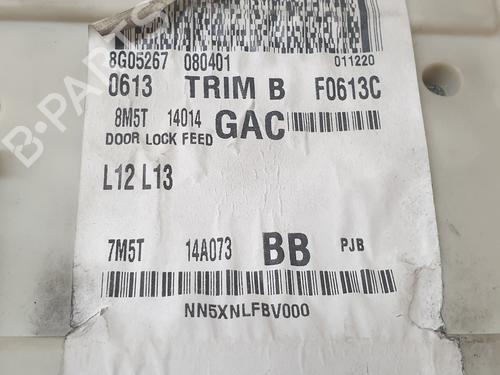 8G05267 080401 011220
0613 TRIM B F0613C
8M5T 14014 GAC
DOOR LOCK FEED
L12 L13
7M5T 14A073 BB PJB
NN5XNLFBV000